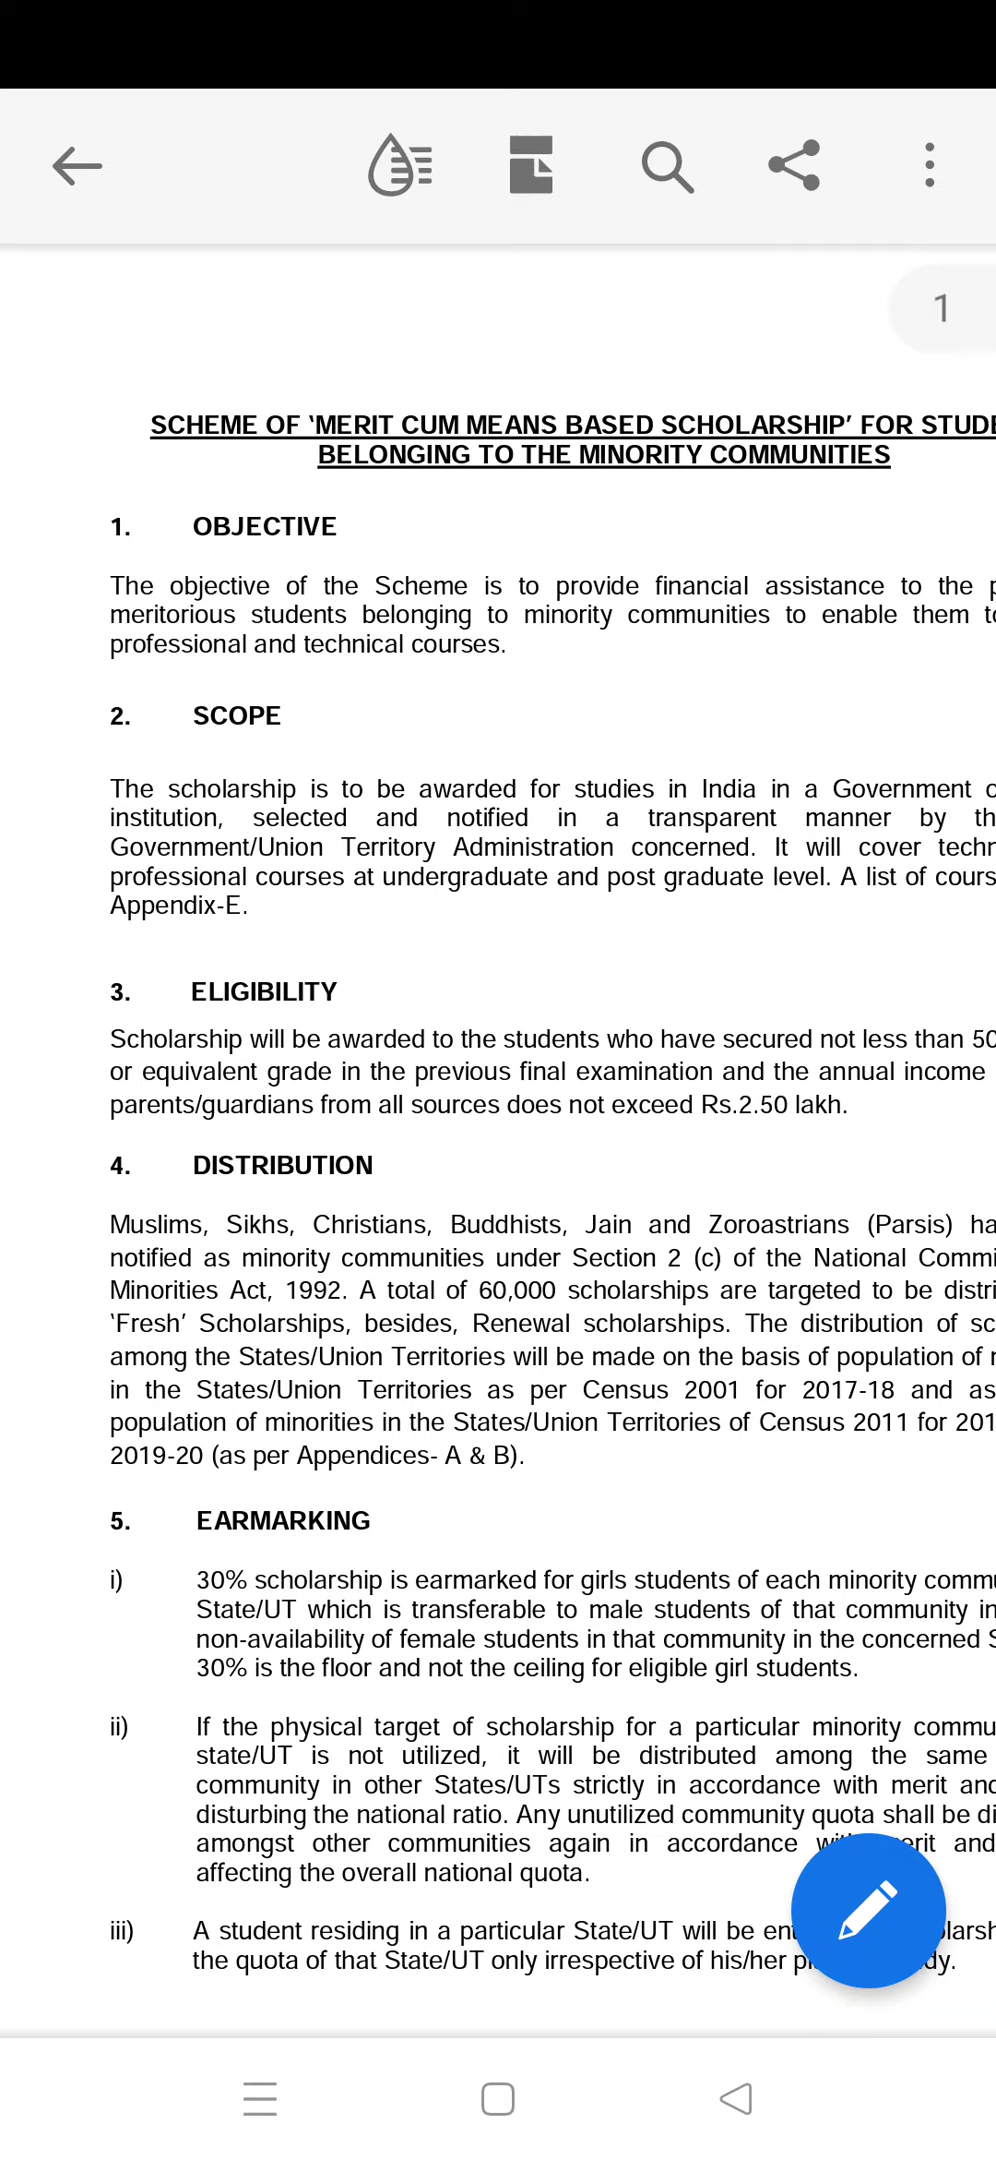 1
SCHEME OF ‘MERIT CUM MEANS BASED SCHOLARSHIP’ FOR
BELONGING TO THE MINORITY COMMUNITIES
1. OBJECTIVE
The objective of the Scheme is to provide financial assistance to the
meritorious students belonging to minority communities to enable them
professional and technical courses.
2. SCOPE
The scholarship is to be awarded for studies in India in a Government
institution, selected and notified in a transparent manner by
Government/Union Territory Administration concerned. It will cover
professional courses at undergraduate and post graduate level. A list of
Appendix-E.
3. ELIGIBILITY
Scholarship will be awarded to the students who have secured not less than 50
or equivalent grade in the previous final examination and the annual income
parents/guardians from all sources does not exceed Rs.2.50 lakh.
4. DISTRIBUTION
Muslims, Sikhs, Christians, Buddhists, Jain and Zoroastrians (Parsis)
notified as minority communities under Section 2 (c) of the National
Minorities Act, 1992. A total of 60,000 scholarships are targeted to be
‘Fresh’ Scholarships, besides, Renewal scholarships. The distribution of
among the States/Union Territories will be made on the basis of population of
in the States/Union Territories as per Census 2001 for 2017-18 and as
population of minorities in the States/Union Territories of Census 2011 for
2019-20 (as per Appendices- A & B).
5. EARMARKING
i) 30% scholarship is earmarked for girls students of each minority
State/UT which is transferable to male students of that community in
non-availability of female students in that community in the concerned
30% is the floor and not the ceiling for eligible girl students.
ii) If the physical target of scholarship for a particular minority
state/UT is not utilized, it will be distributed among the same
community in other States/UTs strictly in accordance with merit and
disturbing the national ratio. Any unutilized community quota shall be
amongst other communities again in accordance and
affecting the overall national quota.
iii) A student residing in a particular State/UT will be
the quota of that State/UT only irrespective of his/her